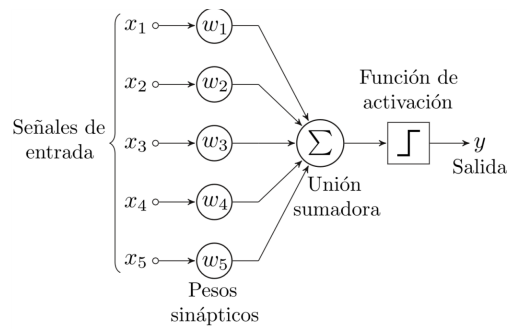 x₁ w₁
x₂ w₂
Función de
activación
Señales de
entrada
x₃ w₃ Σ y
Salida
Unión
sumadora
x₄ w₄
x₅ w₅
Pesos
sinápticos